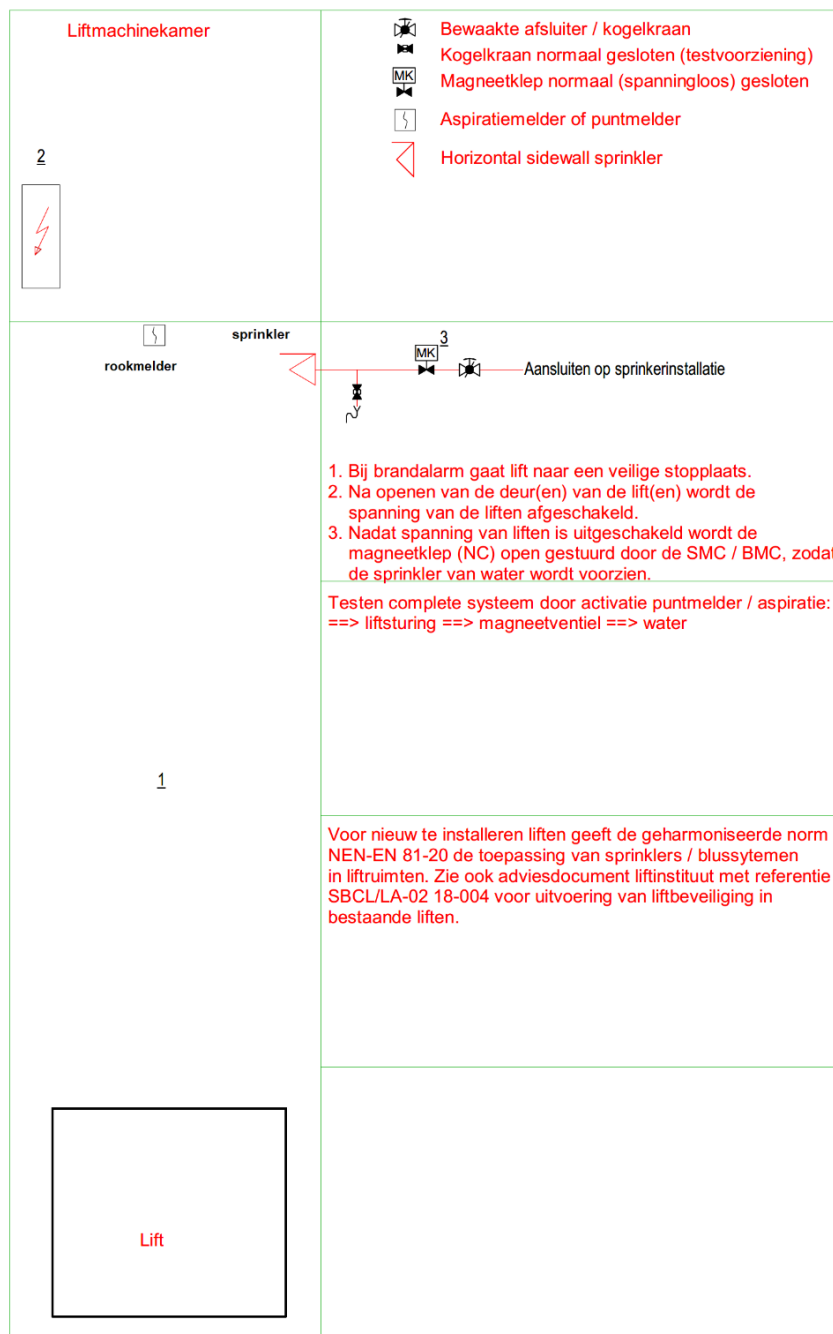 Liftmachinekamer
Bewaakte afsluiter / kogelkraan
Kogelkraan normaal gesloten (testvoorziening)
MK
Magneetklep normaal (spanningloos) gesloten
Aspiratiemelder of puntmelder
Horizontal sidewall sprinkler
2
sprinkler
rookmelder
3
MK
Aansluiten op sprinkerinstallatie
1. Bij brandalarm gaat lift naar een veilige stopplaats.
2. Na openen van de deur(en) van de lift(en) wordt de
spanning van de liften afgeschakeld.
3. Nadat spanning van liften is uitgeschakeld wordt de
magneetklep (NC) open gestuurd door de SMC / BMC, zodat
de sprinkler van water wordt voorzien.
Testen complete systeem door activatie puntmelder / aspiratie:
==> liftsturing ==> magneetventiel ==> water
1
Voor nieuw te installeren liften geeft de geharmoniseerde norm
NEN-EN 81-20 de toepassing van sprinklers / blussytemen
in liftruimten. Zie ook adviesdocument liftinstituut met referentie
SBCL/LA-02 18-004 voor uitvoering van liftbeveiliging in
bestaande liften.
Lift